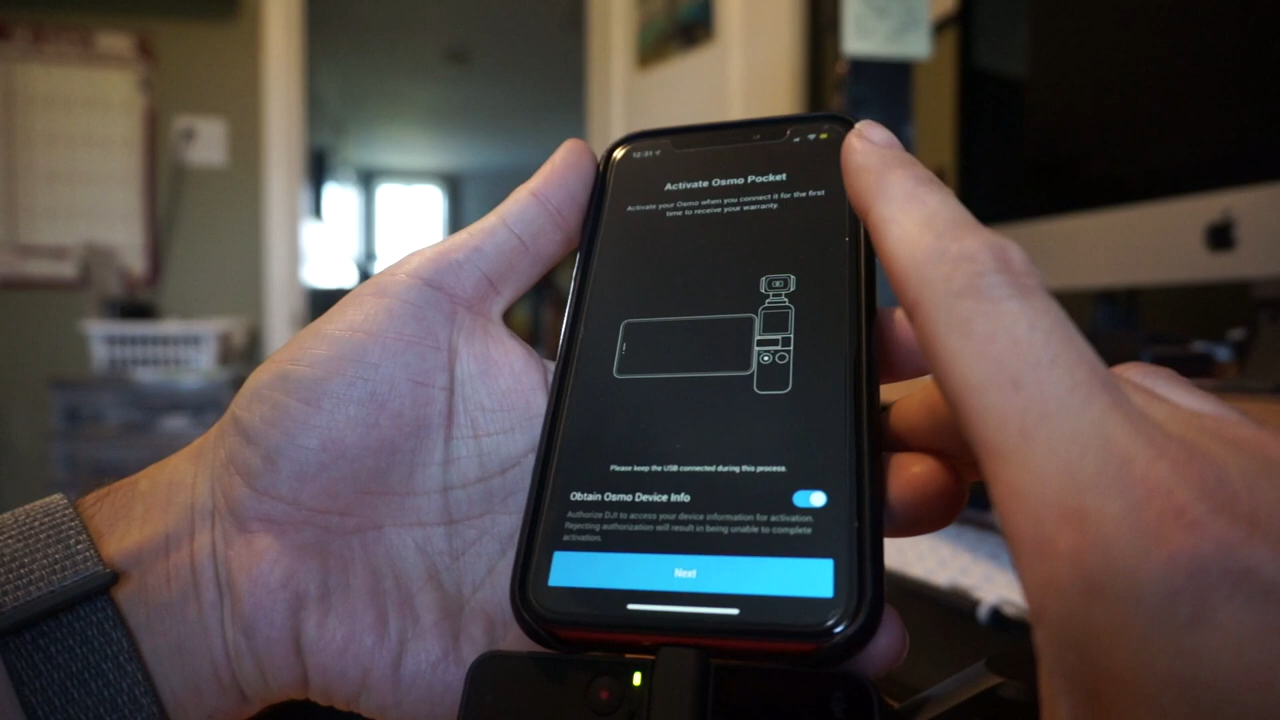 12:31
Activate Osmo Pocket
Activate your Osmo when you connect it for the first
time to receive your warranty.
Please keep the USB connected during this process.
Obtain Osmo Device Info
Authorize DJI to access your device information for activation.
Rejecting authorization will result in being unable to complete
activation.
Next